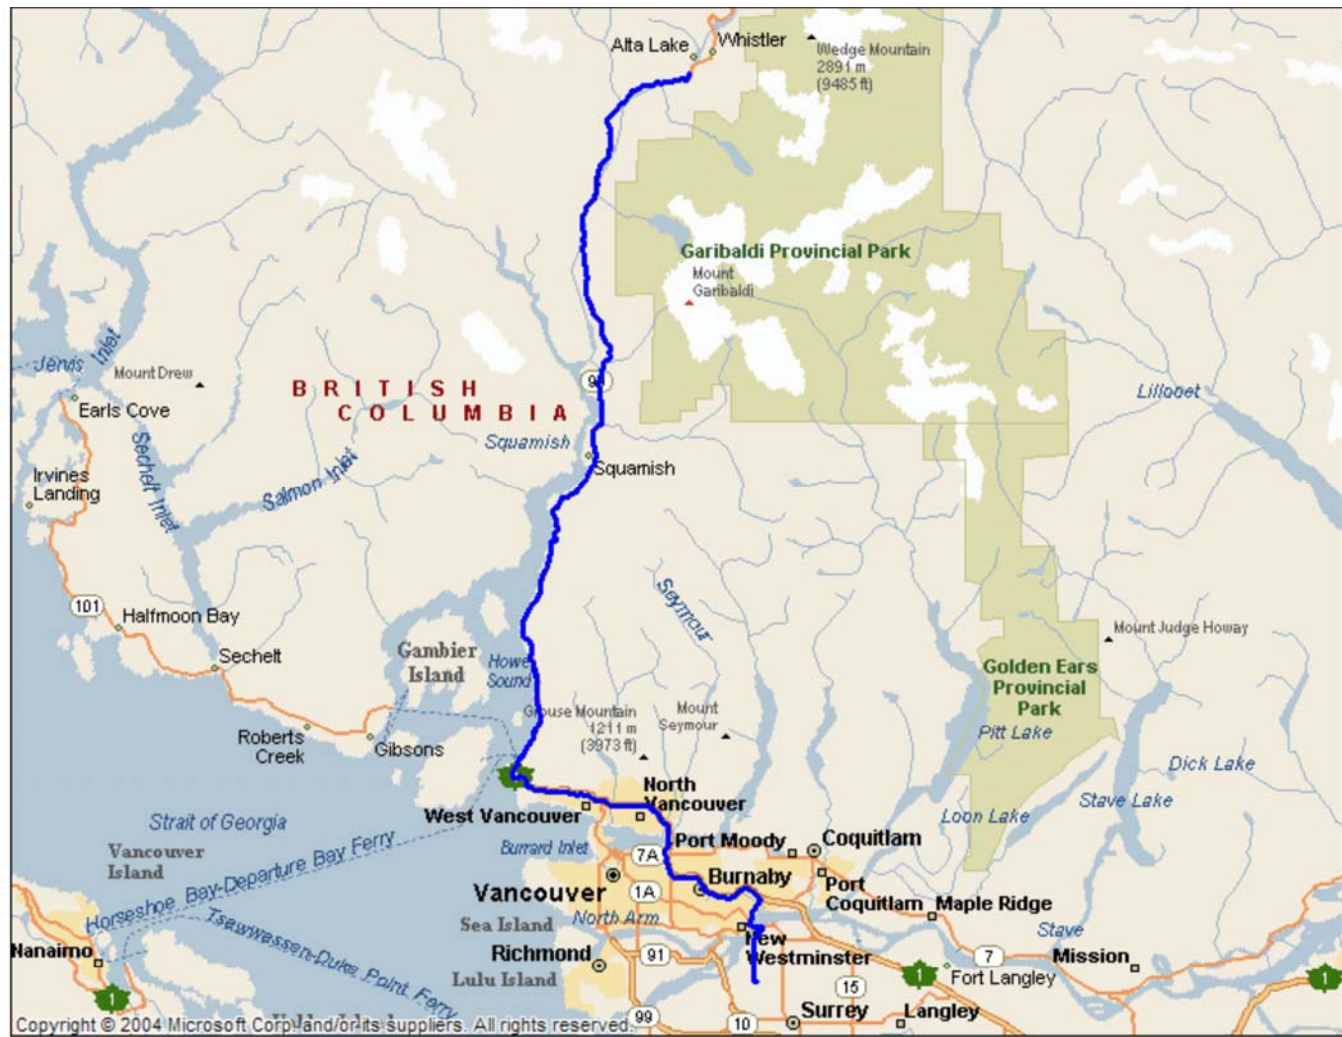 Alta Lake
Whistler
Wedge Mountain
2891 m
(9485 ft)
Garibaldi Provincial Park
Mount
Garibaldi
Jervis Inlet
Mount Drew
BRITISH
COLUMBIA
Earls Cove
Lillooet
Squamish
Squamish
Sechelt Inlet
Salmon Inlet
Irvines
Landing
101
Halfmoon Bay
Sechelt
Seymour
Mount Judge Howay
Gambier
Island
Howe
Sound
Golden Ears
Provincial
Park
Grouse Mountain
1211 m
(3973 ft)
Mount
Seymour
Pitt Lake
Roberts
Creek
Gibsons
Dick Lake
North
Vancouver
West Vancouver
Stave Lake
Loon Lake
Strait of Georgia
Vancouver
Island
Burrard Inlet
7A
Port Moody
Coquitlam
Horseshoe Bay-Departure Bay Ferry
Vancouver
1A
Burnaby
Port
Coquitlam
Maple Ridge
North Arm
Sea Island
Stave
Tsawwassen-Duke Point Ferry
Nanaimo
Richmond
91
New
Westminster
7
Mission
Lulu Island
1
Fort Langley
1
1
15
99
10
Surrey
Langley
Copyright © 2004 Microsoft Corp. and/or its suppliers. All rights reserved.